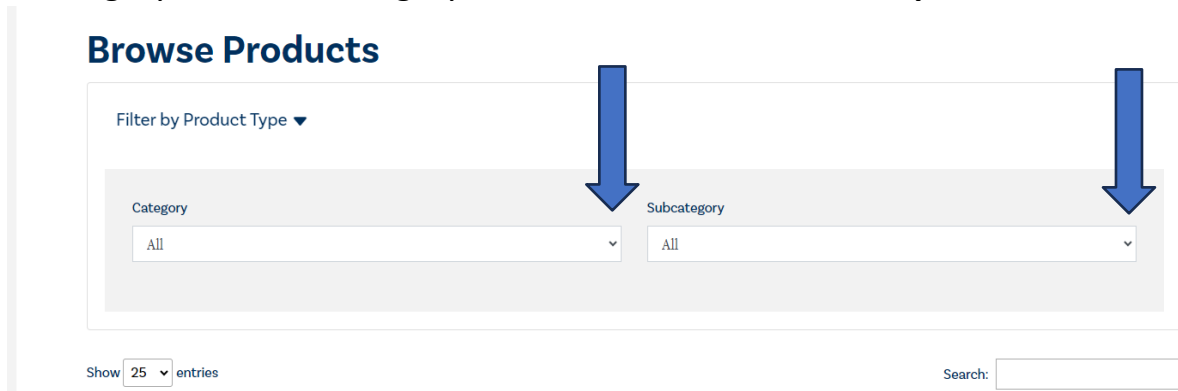 Browse Products
Filter by Product Type
Category Subcategory
All All
Show 25 entries Search: